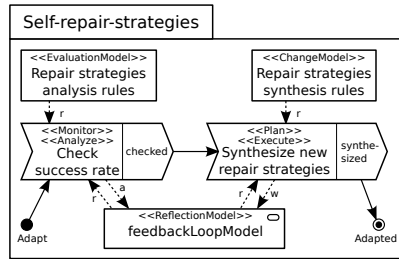 Self-repair-strategies
<<EvaluationModel>>
Repair strategies
analysis rules
<<ChangeModel>>
Repair strategies
synthesis rules
r
r
<<Monitor>>
<<Analyze>>
Check
success rate
checked
<<Plan>>
<<Execute>>
Synthesize new
repair strategies
synthe-
sized
r
a
r
w
Adapt
<<ReflectionModel>>
feedbackLoopModel
Adapted